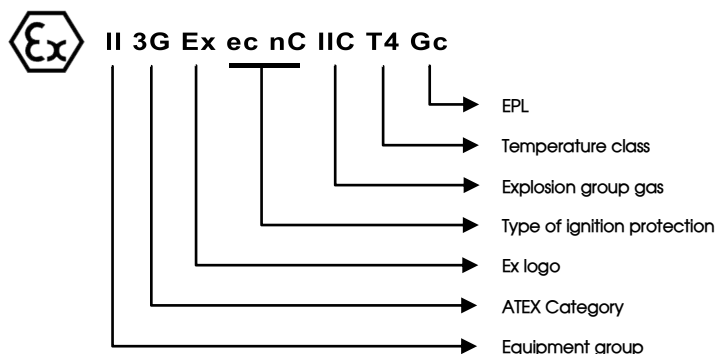 Ex II 3G Ex ec nC IIC T4 Gc
EPL
Temperature class
Explosion group gas
Type of ignition protection
Ex logo
ATEX Category
Equipment group